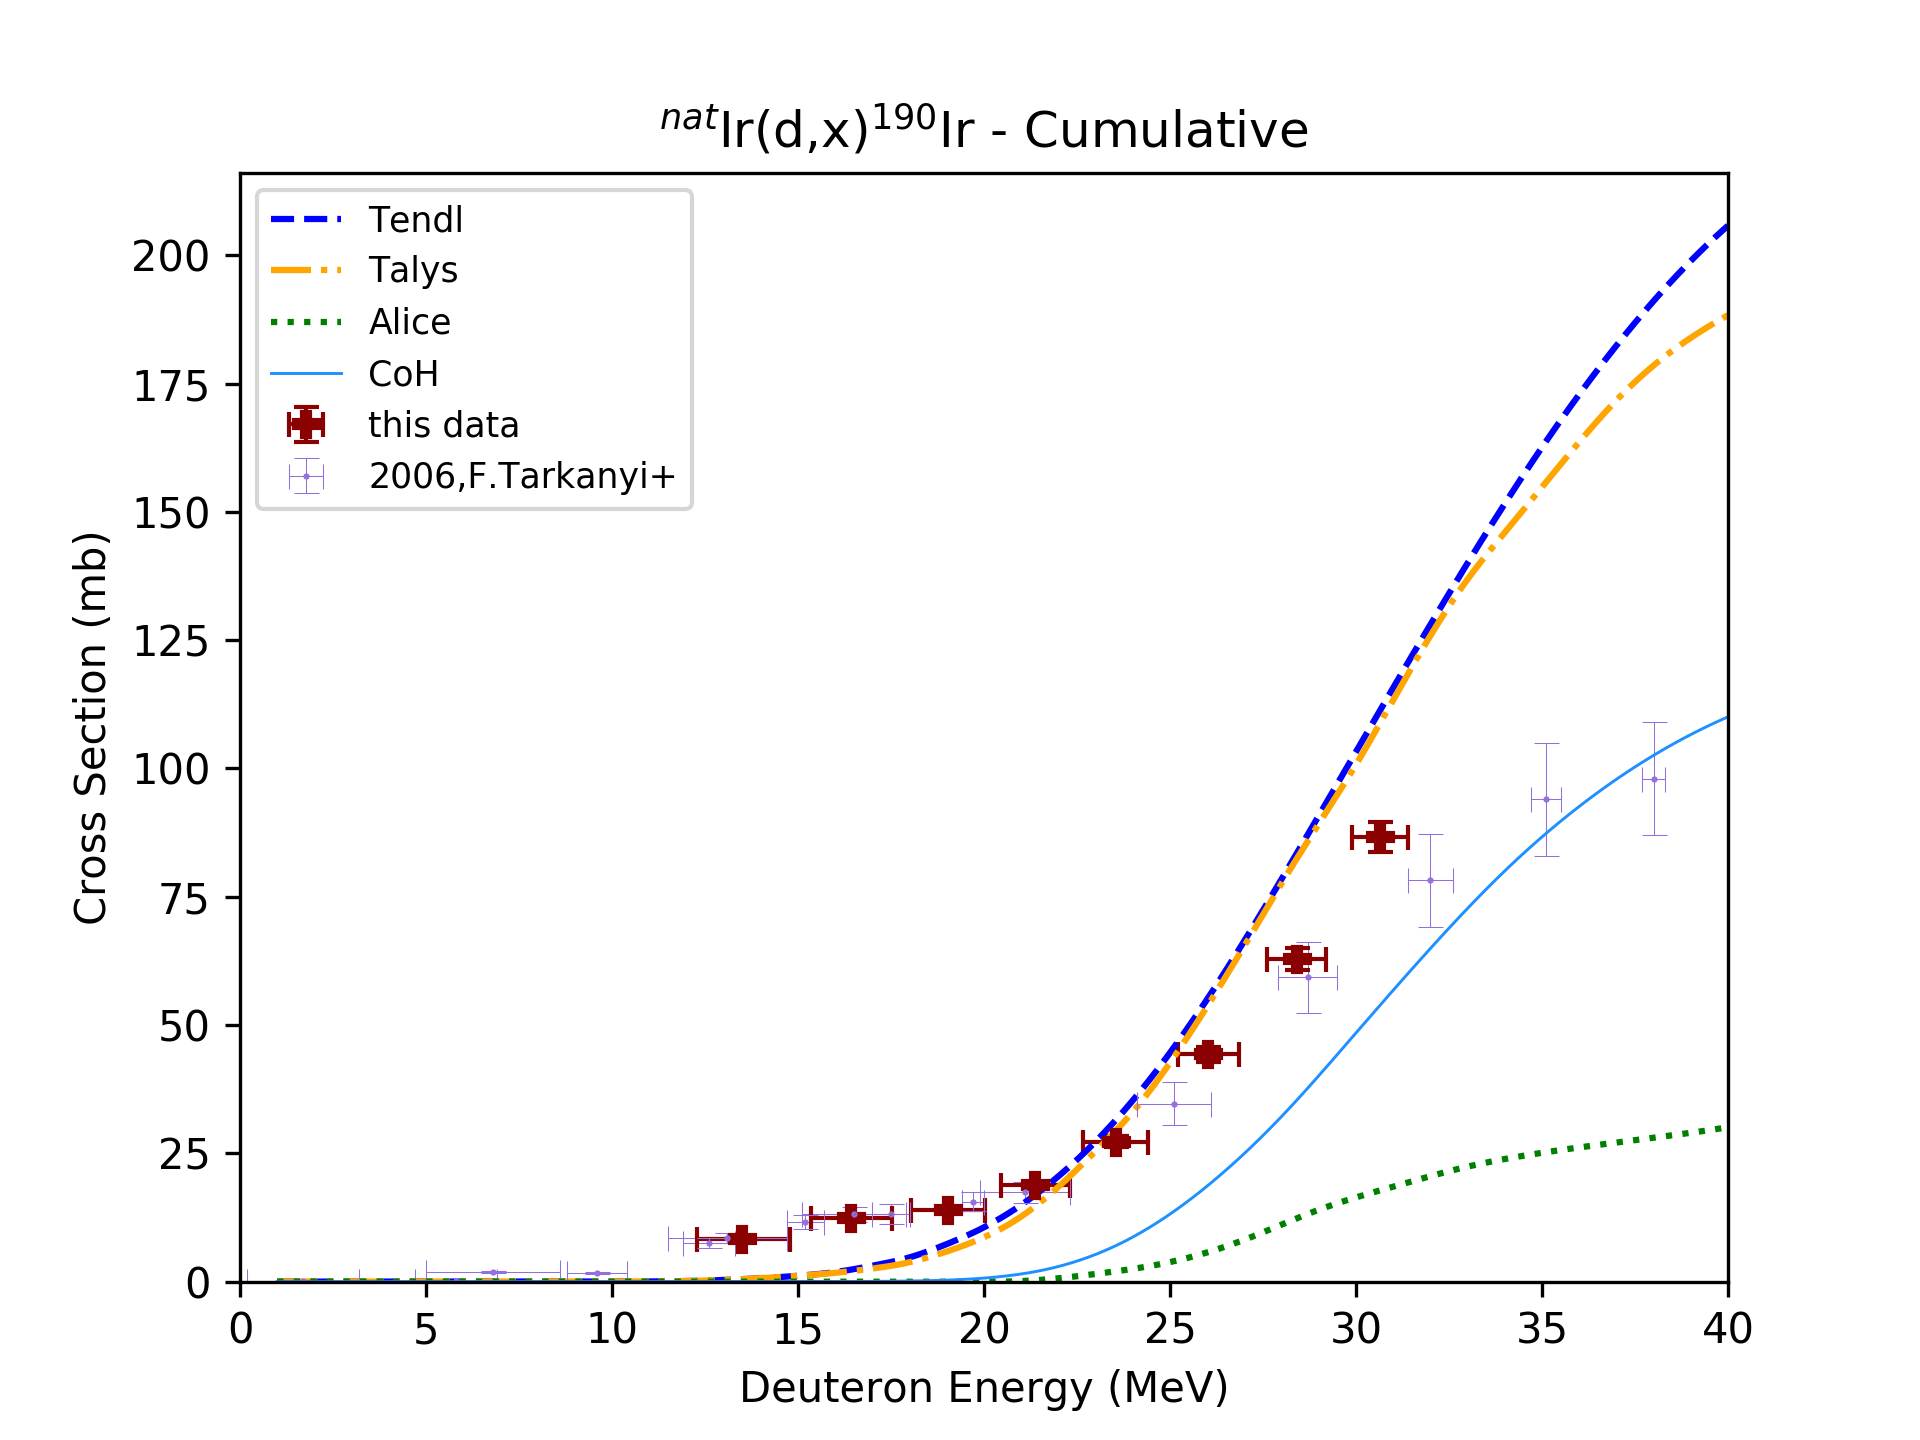 ⁿᵃᵗIr(d,x)¹⁹⁰Ir - Cumulative
Tendl
Talys
Alice
CoH
this data
2006,F.Tarkanyi+
Cross Section (mb)
200
175
150
125
100
75
50
25
0
0 5 10 15 20 25 30 35 40
Deuteron Energy (MeV)